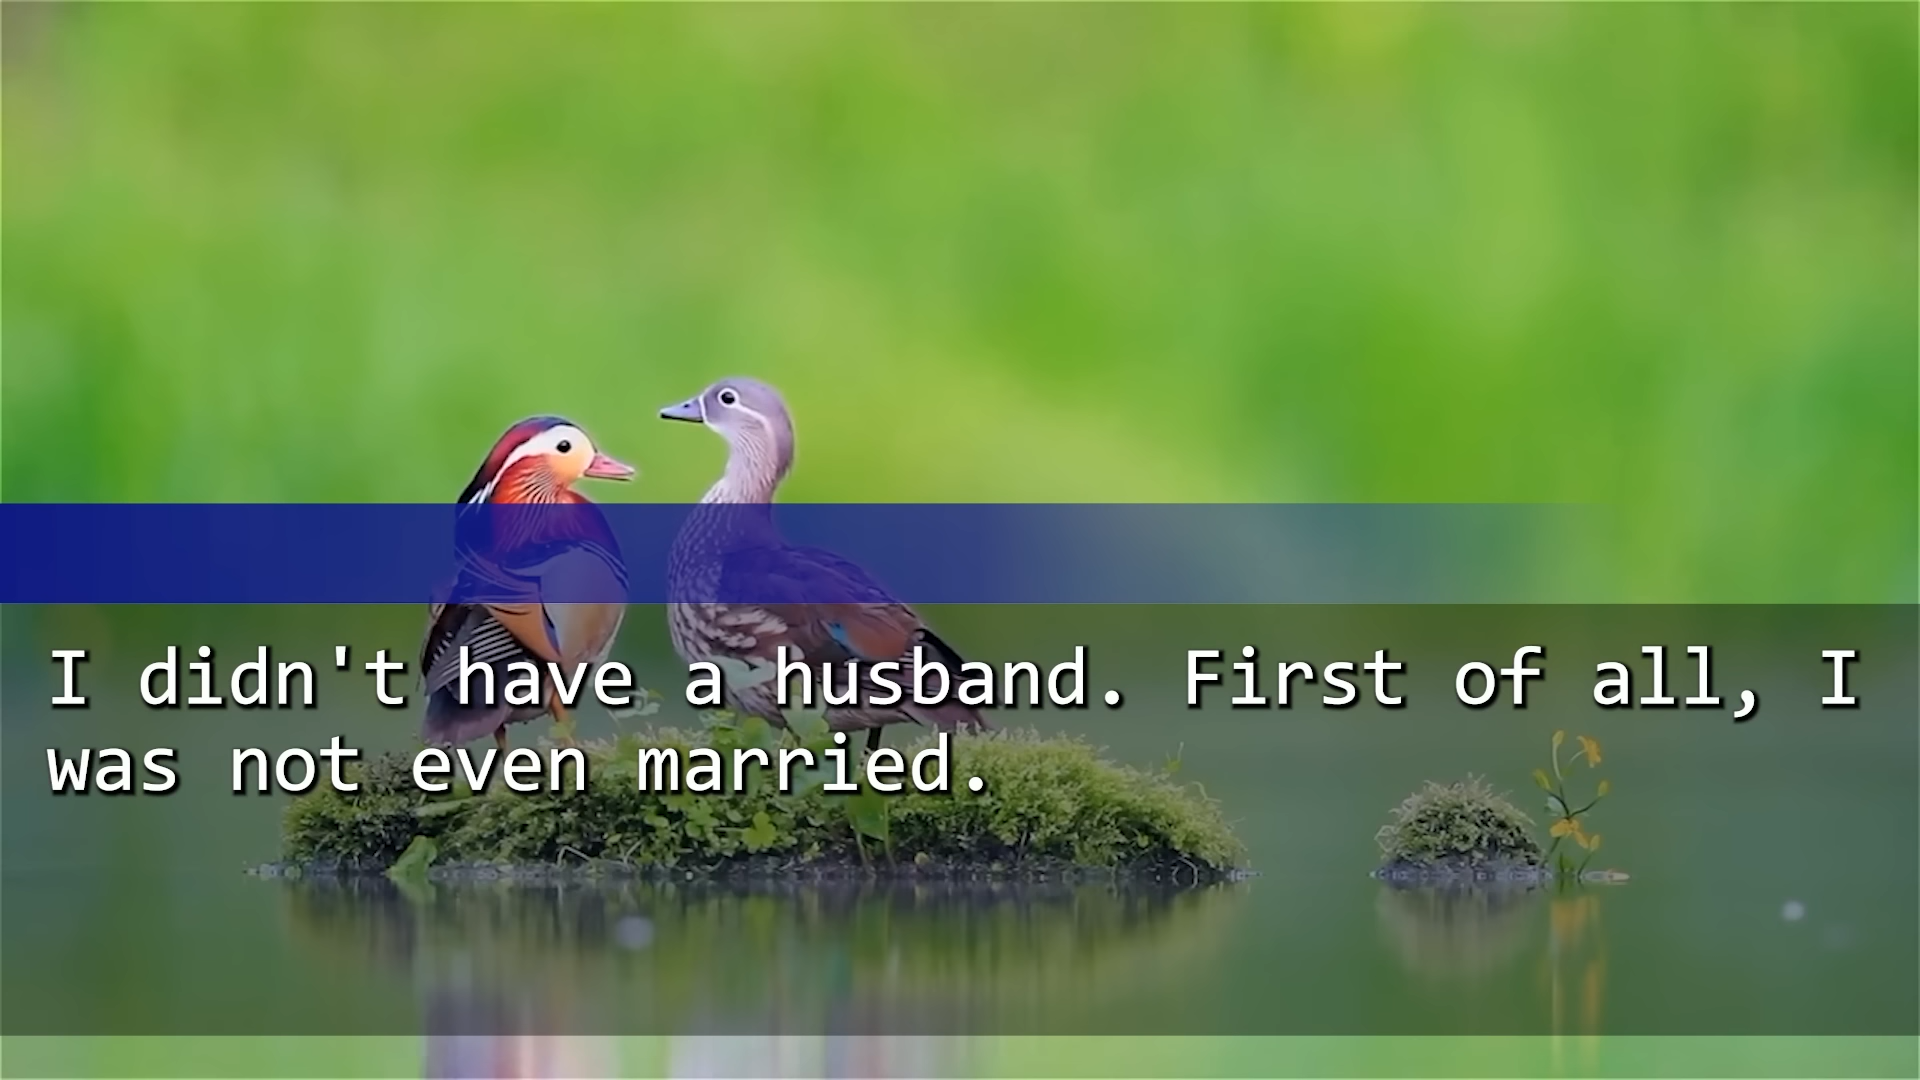 I didn't have a husband. First of all, I
was not even married.